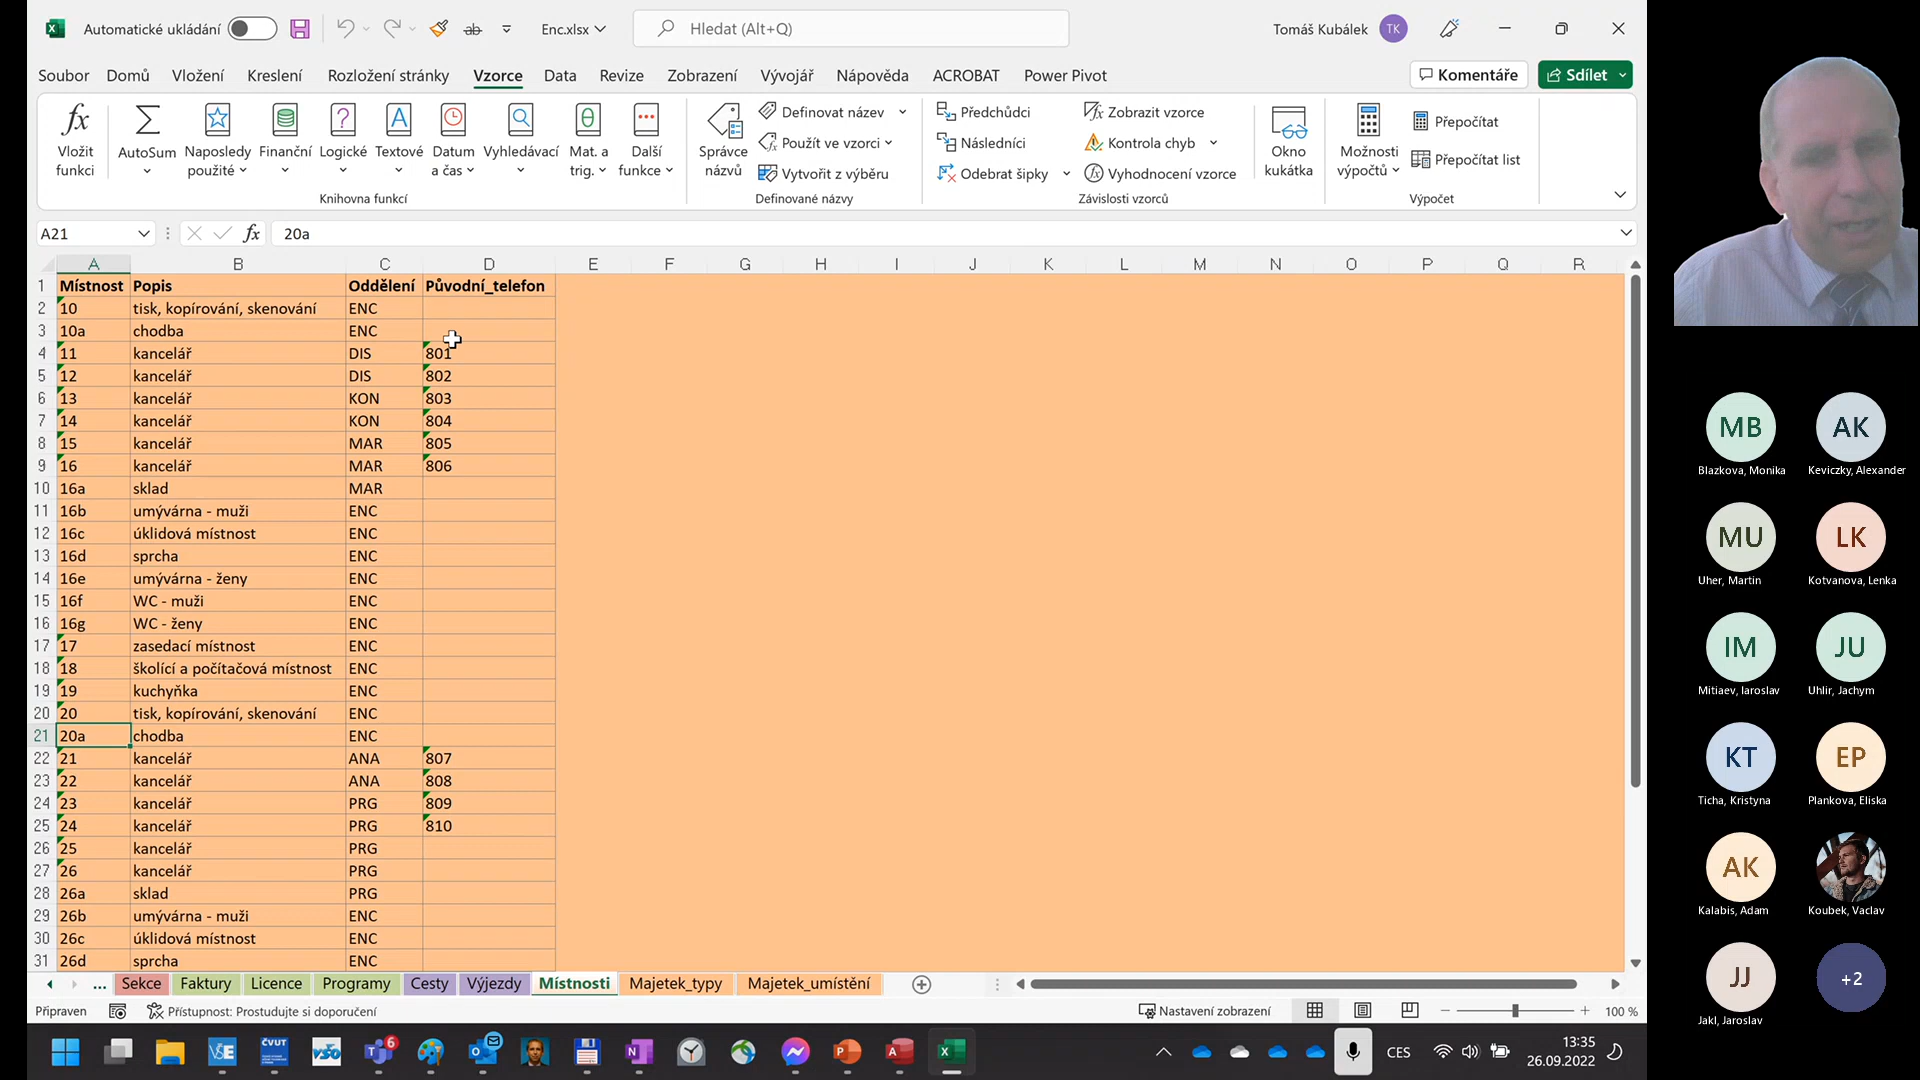 Automatické ukládání
Enc.xlsx
Hledat (Alt+Q)
Tomáš Kubálek
TK
Soubor Domů Vložení Kreslení Rozložení stránky Vzorce Data Revize Zobrazení Vývojář Nápověda ACROBAT Power Pivot
Komentáře
Sdílet
Vložit funkci
AutoSum
Naposledy použité
Finanční
Logické
Textové
Datum a čas
Vyhledávací
Mat. a trig.
Další funkce
Knihovna funkcí
Správce názvů
Definovat název
Použít ve vzorci
Vytvořit z výběru
Definované názvy
Předchůdci
Následníci
Odebrat šipky
Zobrazit vzorce
Kontrola chyb
Vyhodnocení vzorce
Závislosti vzorců
Okno kukátka
Možnosti výpočtů
Přepočítat
Přepočítat list
Výpočet
A21
fx
20a
A B C D E F G H I J K L M N O P Q R
1 Místnost Popis Oddělení Původní_telefon
2 10 tisk, kopírování, skenování ENC
3 10a chodba ENC
4 11 kancelář DIS 801
5 12 kancelář DIS 802
6 13 kancelář KON 803
7 14 kancelář KON 804
8 15 kancelář MAR 805
9 16 kancelář MAR 806
10 16a sklad MAR
11 16b umývárna - muži ENC
12 16c úklidová místnost ENC
13 16d sprcha ENC
14 16e umývárna - ženy ENC
15 16f WC - muži ENC
16 16g WC - ženy ENC
17 17 zasedací místnost ENC
18 18 školící a počítačová místnost ENC
19 19 kuchyňka ENC
20 20 tisk, kopírování, skenování ENC
21 20a chodba ENC
22 21 kancelář ANA 807
23 22 kancelář ANA 808
24 23 kancelář PRG 809
25 24 kancelář PRG 810
26 25 kancelář PRG
27 26 kancelář PRG
28 26a sklad PRG
29 26b umývárna - muži ENC
30 26c úklidová místnost ENC
31 26d sprcha ENC
... Sekce Faktury Licence Programy Cesty Výjezdy Místnosti Majetek_typy Majetek_umístění
Připraven
Přístupnost: Prostudujte si doporučení
Nastavení zobrazení
100 %
VŠE
ČVUT
VŠO
6
CES
13:35
26.09.2022
MB
Blazkova, Monika
AK
Keviczky, Alexander
MU
Uher, Martin
LK
Kotvanova, Lenka
IM
Mitiaev, Iaroslav
JU
Uhlir, Jachym
KT
Ticha, Kristyna
EP
Plankova, Eliska
AK
Kalabis, Adam
Koubek, Vaclav
JJ
Jakl, Jaroslav
+2